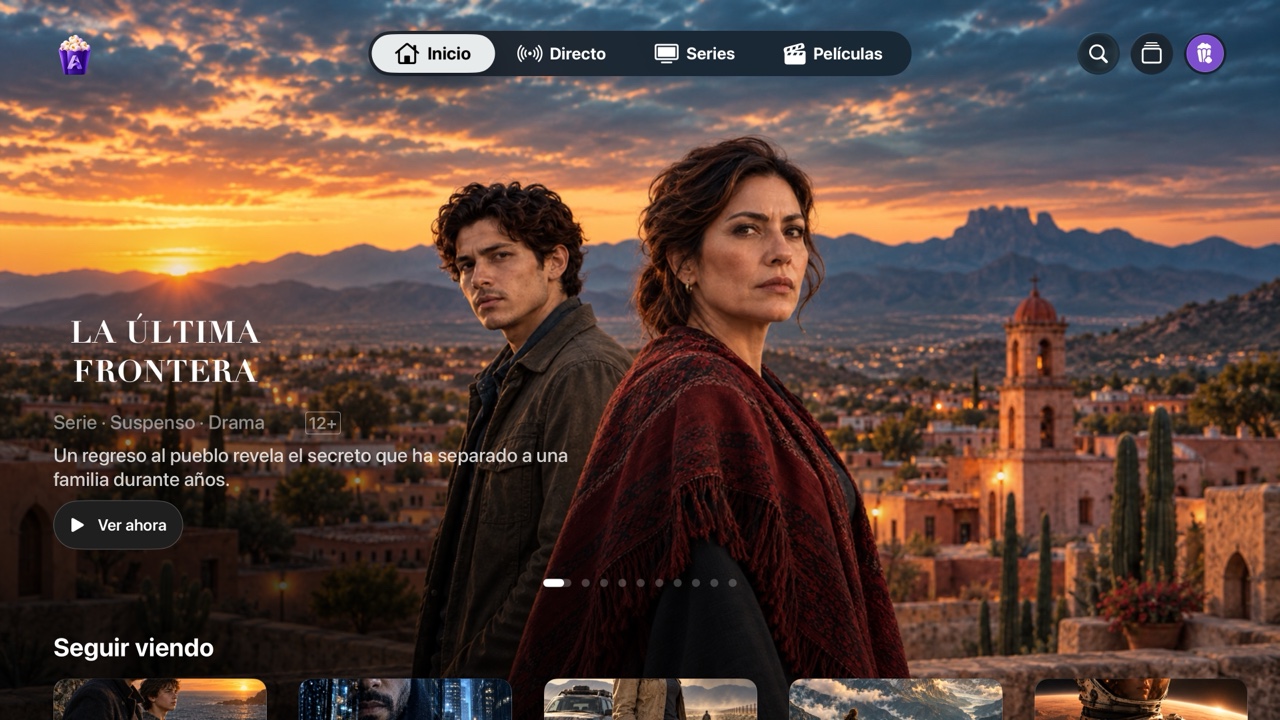 Inicio
Directo
Series
Películas
LA ÚLTIMA
FRONTERA
Serie · Suspenso · Drama
12+
Un regreso al pueblo revela el secreto que ha separado a una
familia durante años.
Ver ahora
Seguir viendo